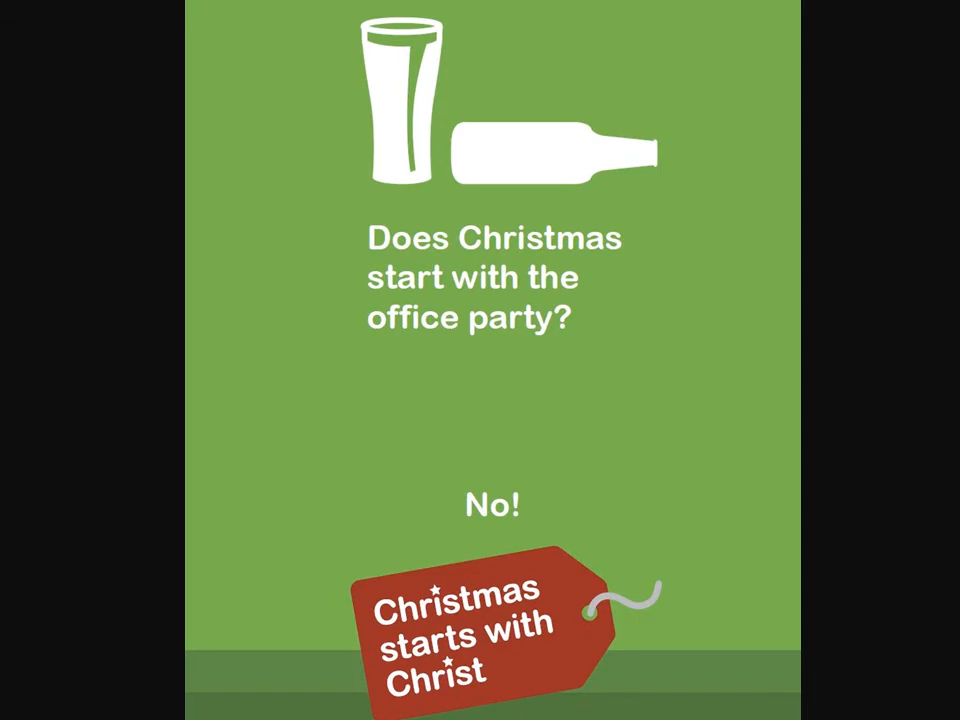 Does Christmas
start with the
office party?
No!
Christmas
starts with
Christ